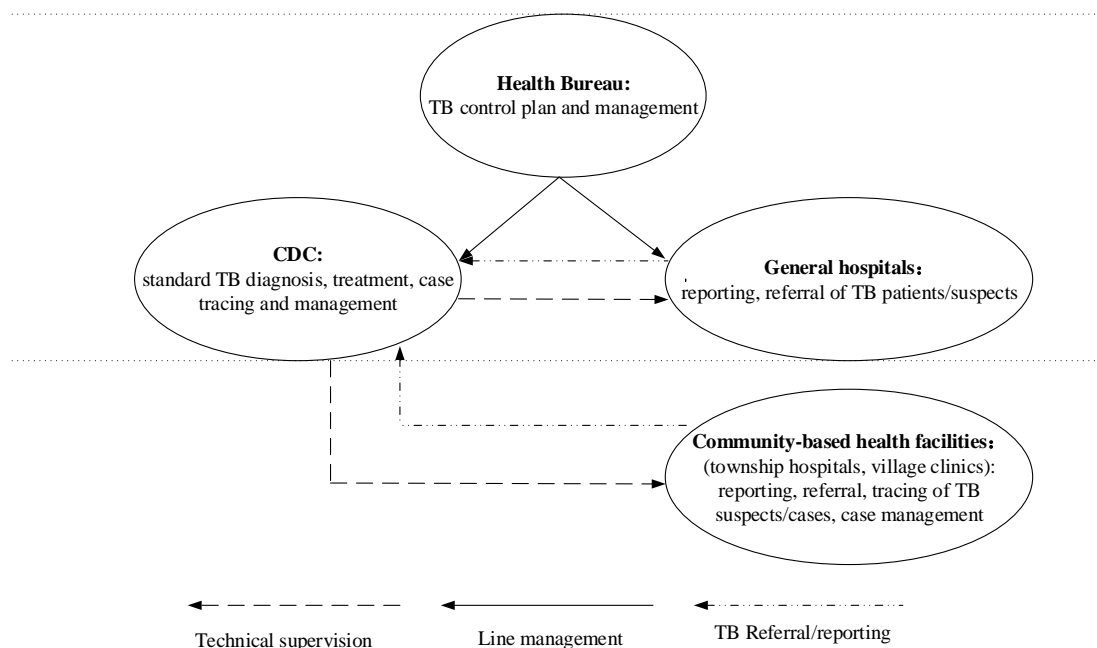 Health Bureau:
TB control plan and management
CDC:
standard TB diagnosis, treatment, case
tracing and management
General hospitals：
reporting, referral of TB patients/suspects
Community-based health facilities：
(township hospitals, village clinics):
reporting, referral, tracing of TB
suspects/cases, case management
Technical supervision
Line management
TB Referral/reporting